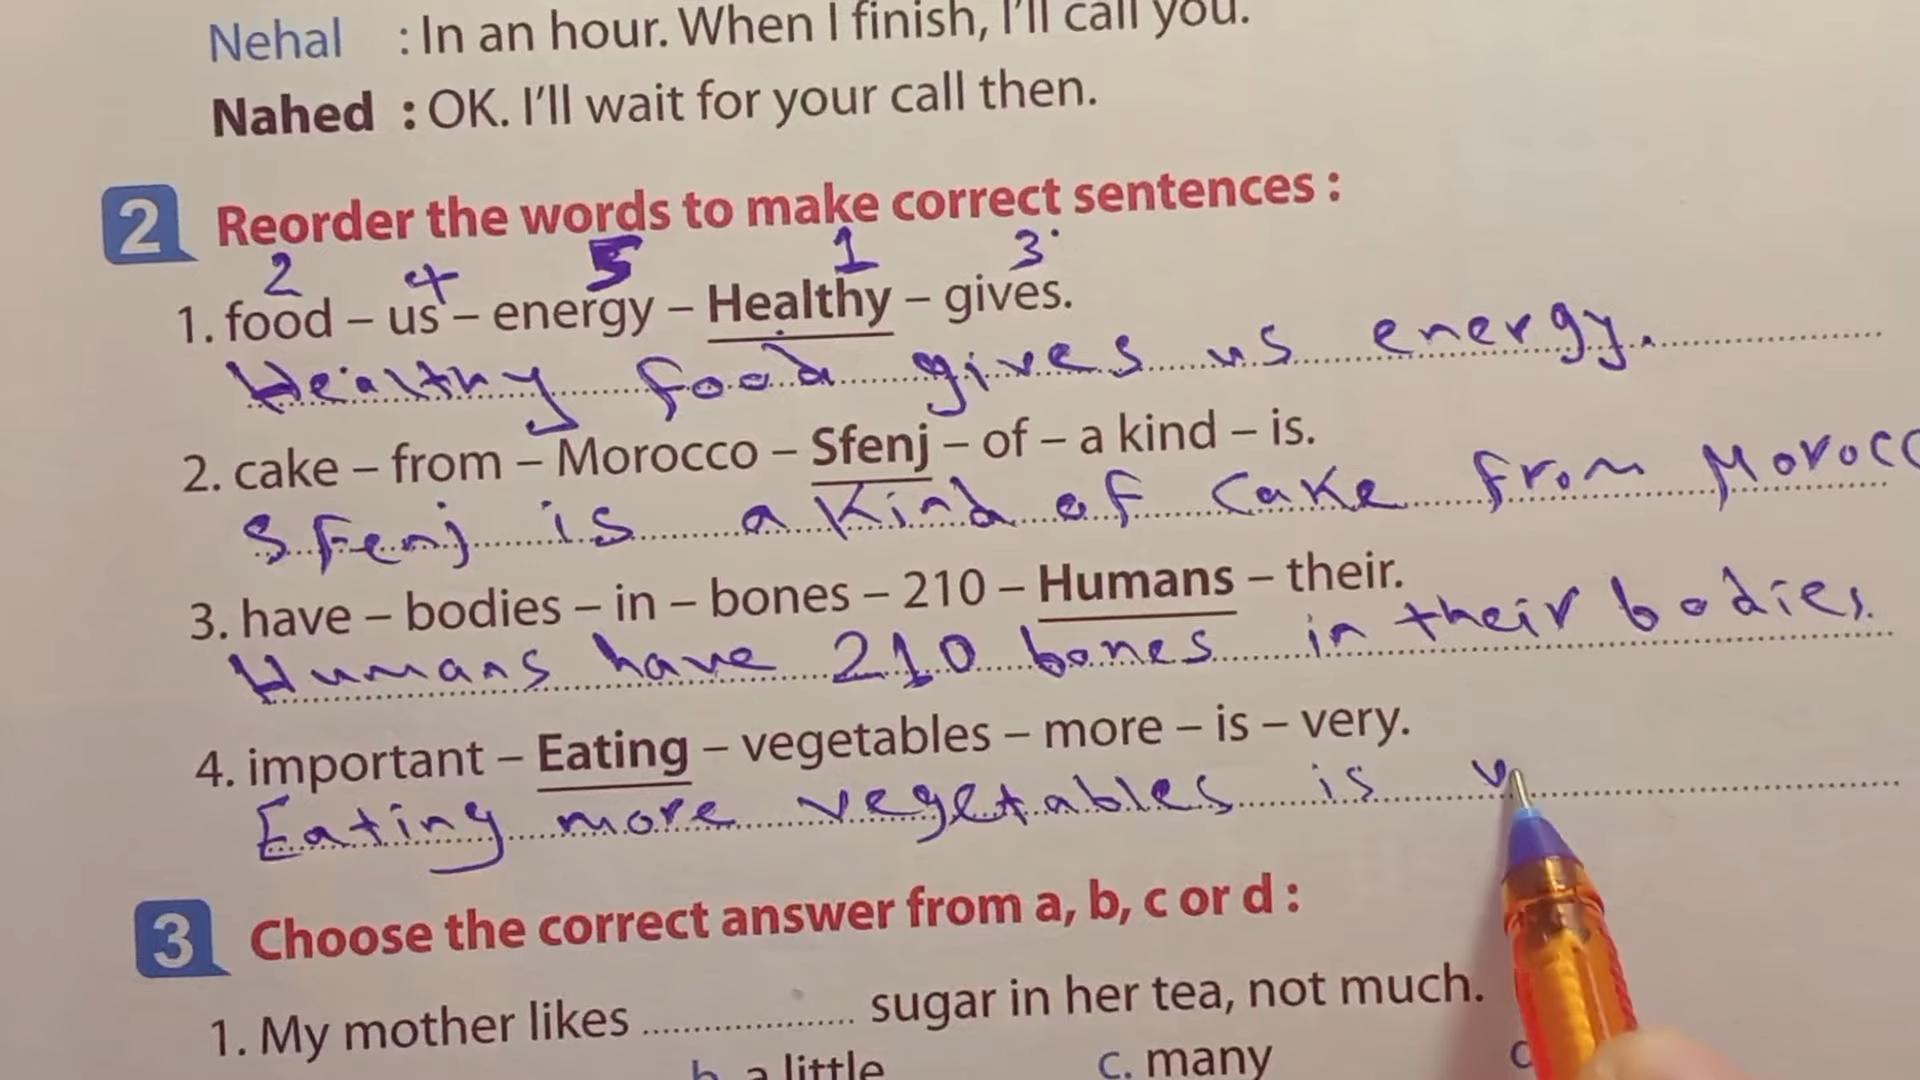 Nehal : In an hour. When I finish, I'll call you.
Nahed : OK. I'll wait for your call then.
2 Reorder the words to make correct sentences :
2 4 5 1 3
1. food – us – energy – Healthy – gives.
Healthy food gives us energy.
2. cake – from – Morocco – Sfenj – of – a kind – is.
Sfenj is a kind of cake from Morocc
3. have – bodies – in – bones – 210 – Humans – their.
Humans have 210 bones in their bodies.
4. important – Eating – vegetables – more – is – very.
Eating more vegetables is v
3 Choose the correct answer from a, b, c or d :
1. My mother likes .................... sugar in her tea, not much.
b. a little c. many